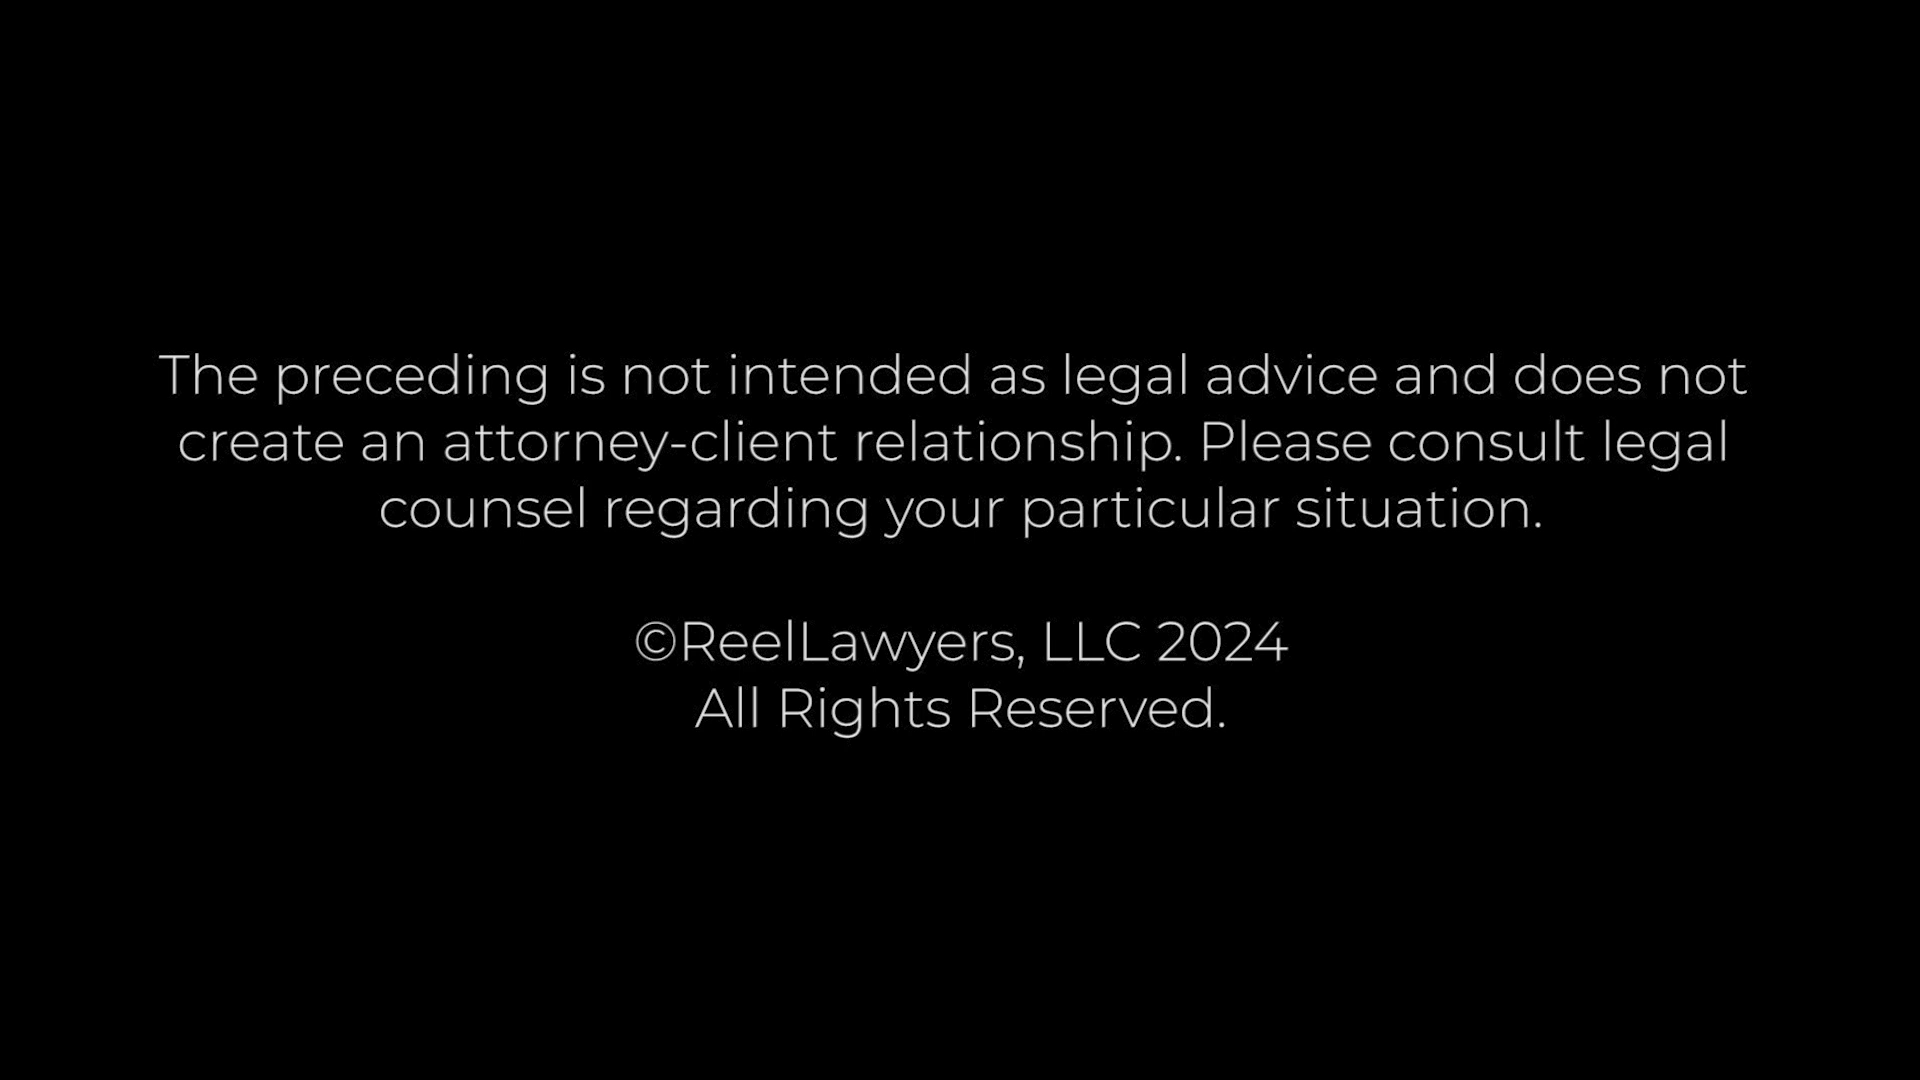 The preceding is not intended as legal advice and does not
create an attorney-client relationship. Please consult legal
counsel regarding your particular situation.
©ReelLawyers, LLC 2024
All Rights Reserved.